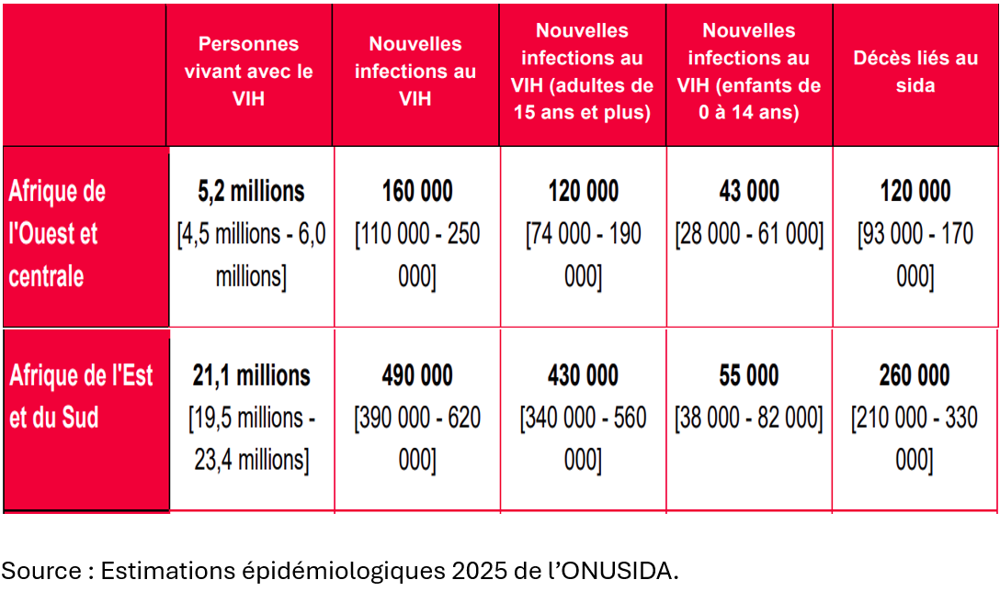 Personnes
vivant avec le
VIH
Nouvelles
infections au
VIH
Nouvelles
infections au
VIH (adultes de
15 ans et plus)
Nouvelles
infections au
VIH (enfants de
0 à 14 ans)
Décès liés au
sida
Afrique de
l'Ouest et
centrale
5,2 millions
[4,5 millions - 6,0
millions]
160 000
[110 000 - 250
000]
120 000
[74 000 - 190
000]
43 000
[28 000 - 61 000]
120 000
[93 000 - 170
000]
Afrique de l'Est
et du Sud
21,1 millions
[19,5 millions -
23,4 millions]
490 000
[390 000 - 620
000]
430 000
[340 000 - 560
000]
55 000
[38 000 - 82 000]
260 000
[210 000 - 330
000]
Source : Estimations épidémiologiques 2025 de l’ONUSIDA.